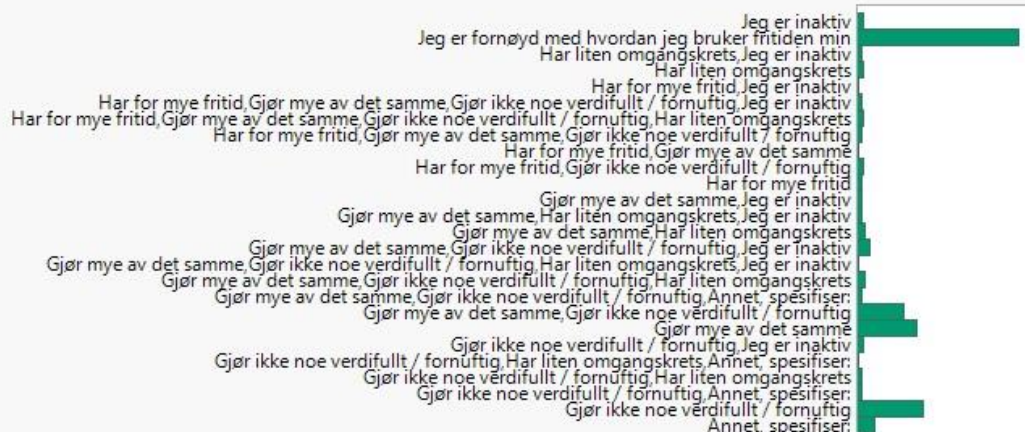 Jeg er inaktiv
Jeg er fornøyd med hvordan jeg bruker fritiden min
Har liten omgangskrets,Jeg er inaktiv
Har liten omgangskrets
Har for mye fritid,Jeg er inaktiv
Har for mye fritid,Gjør mye av det samme,Gjør ikke noe verdifullt / fornuftig,Jeg er inaktiv
Har for mye fritid,Gjør mye av det samme,Gjør ikke noe verdifullt / fornuftig,Har liten omgangskrets
Har for mye fritid,Gjør mye av det samme,Gjør ikke noe verdifullt / fornuftig
Har for mye fritid,Gjør mye av det samme
Har for mye fritid,Gjør ikke noe verdifullt / fornuftig
Har for mye fritid
Gjør mye av det samme,Jeg er inaktiv
Gjør mye av det samme,Har liten omgangskrets,Jeg er inaktiv
Gjør mye av det samme,Har liten omgangskrets
Gjør mye av det samme,Gjør ikke noe verdifullt / fornuftig,Jeg er inaktiv
Gjør mye av det samme,Gjør ikke noe verdifullt / fornuftig,Har liten omgangskrets,Jeg er inaktiv
Gjør mye av det samme,Gjør ikke noe verdifullt / fornuftig,Har liten omgangskrets
Gjør mye av det samme,Gjør ikke noe verdifullt / fornuftig,Annet, spesifiser:
Gjør mye av det samme,Gjør ikke noe verdifullt / fornuftig
Gjør mye av det samme
Gjør ikke noe verdifullt / fornuftig,Jeg er inaktiv
Gjør ikke noe verdifullt / fornuftig,Har liten omgangskrets,Annet, spesifiser:
Gjør ikke noe verdifullt / fornuftig,Har liten omgangskrets
Gjør ikke noe verdifullt / fornuftig,Annet, spesifiser:
Gjør ikke noe verdifullt / fornuftig
Annet, spesifiser: